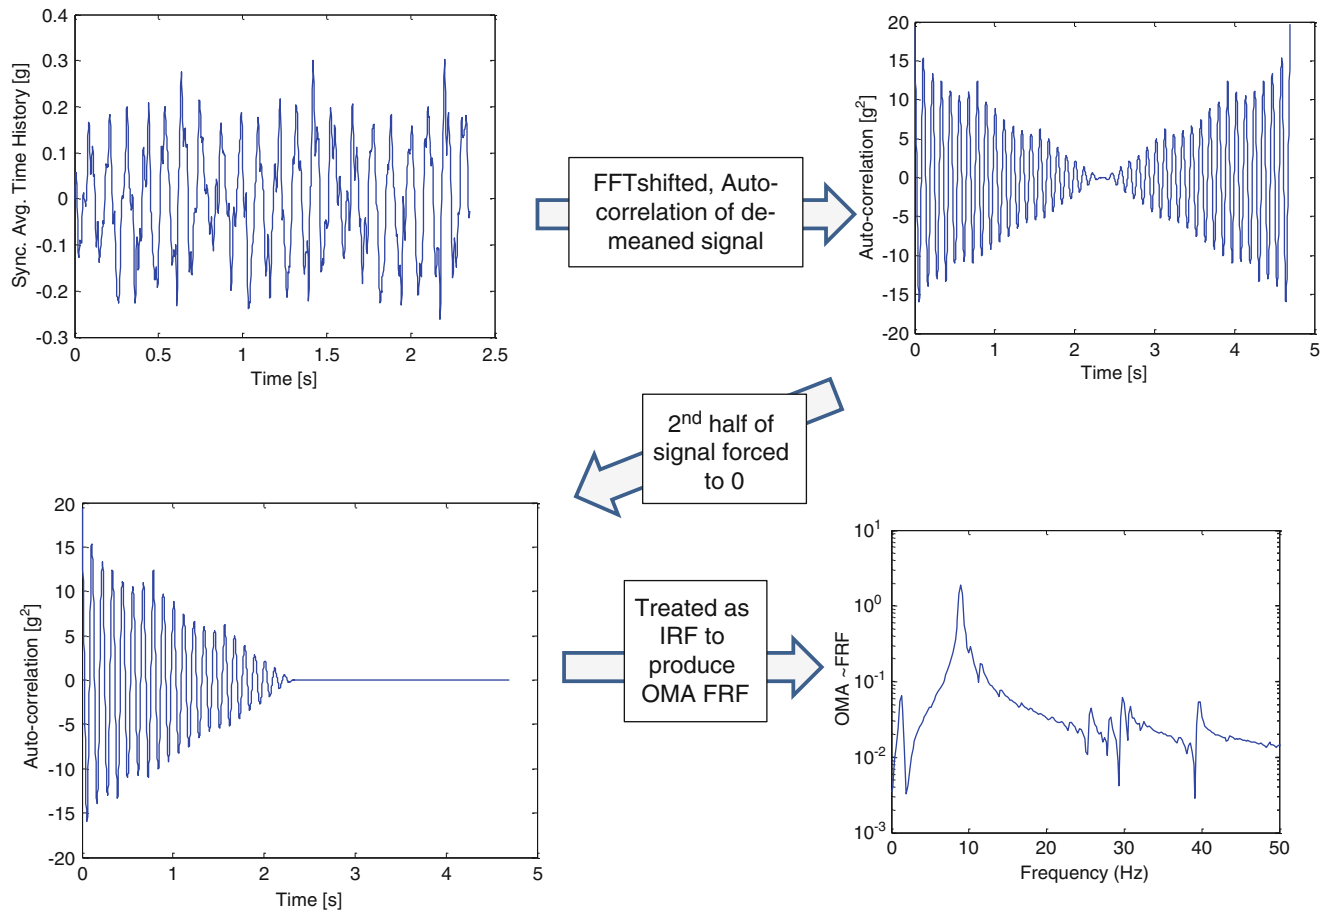 0.4
0.3
0.2
0.1
0
-0.1
-0.2
-0.3
Sync. Avg. Time History [g]
0 0.5 1 1.5 2 2.5
Time [s]
FFTshifted, Auto-
correlation of de-
meaned signal
20
15
10
5
0
-5
-10
-15
-20
Auto-correlation [g²]
0 1 2 3 4 5
Time [s]
2nd half of
signal forced
to 0
20
15
10
5
0
-5
-10
-15
-20
Auto-correlation [g²]
0 1 2 3 4 5
Time [s]
Treated as
IRF to
produce
OMA FRF
10¹
10⁰
10⁻¹
10⁻²
10⁻³
OMA ~FRF
0 10 20 30 40 50
Frequency (Hz)